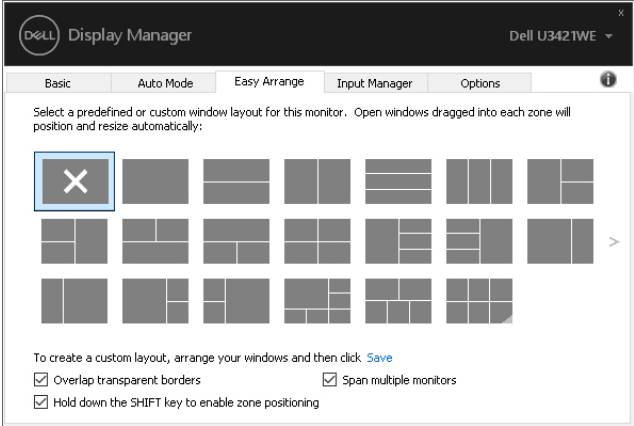 x
DELL Display Manager
Dell U3421WE
Basic Auto Mode Easy Arrange Input Manager Options
Select a predefined or custom window layout for this monitor. Open windows dragged into each zone will
position and resize automatically:
>
To create a custom layout, arrange your windows and then click Save
Overlap transparent borders Span multiple monitors
Hold down the SHIFT key to enable zone positioning